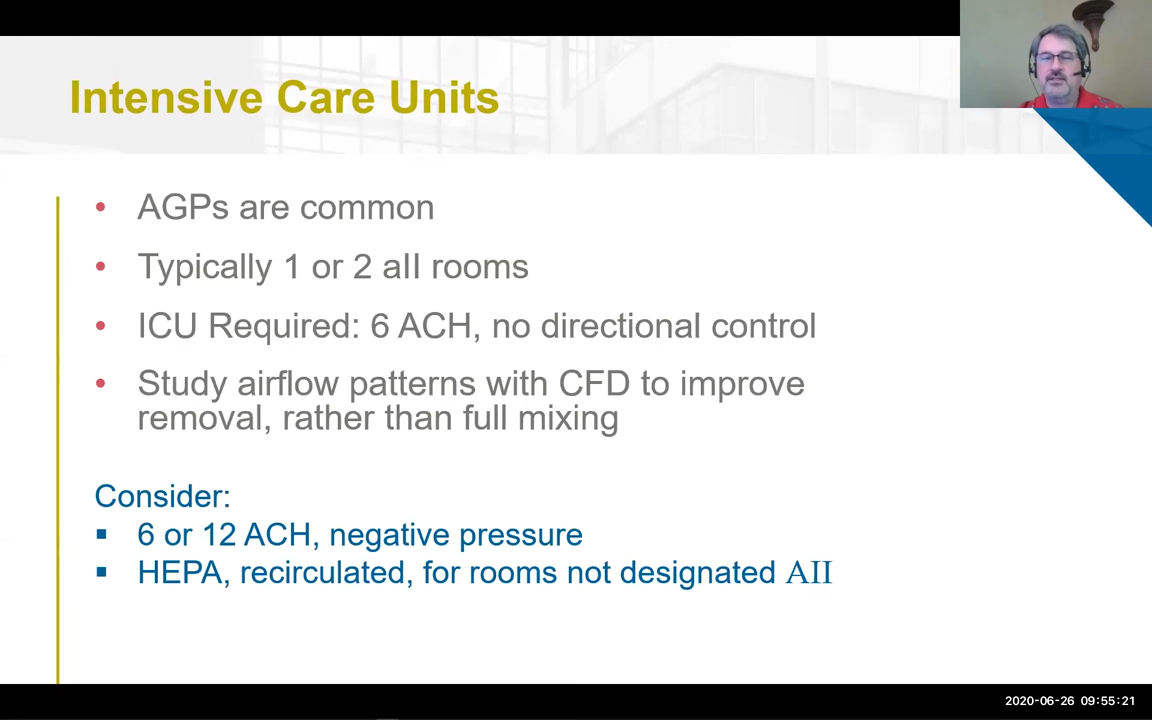 Intensive Care Units
• AGPs are common
• Typically 1 or 2 aII rooms
• ICU Required: 6 ACH, no directional control
• Study airflow patterns with CFD to improve
removal, rather than full mixing
Consider:
▪ 6 or 12 ACH, negative pressure
▪ HEPA, recirculated, for rooms not designated AII
2020-06-26 09:55:21